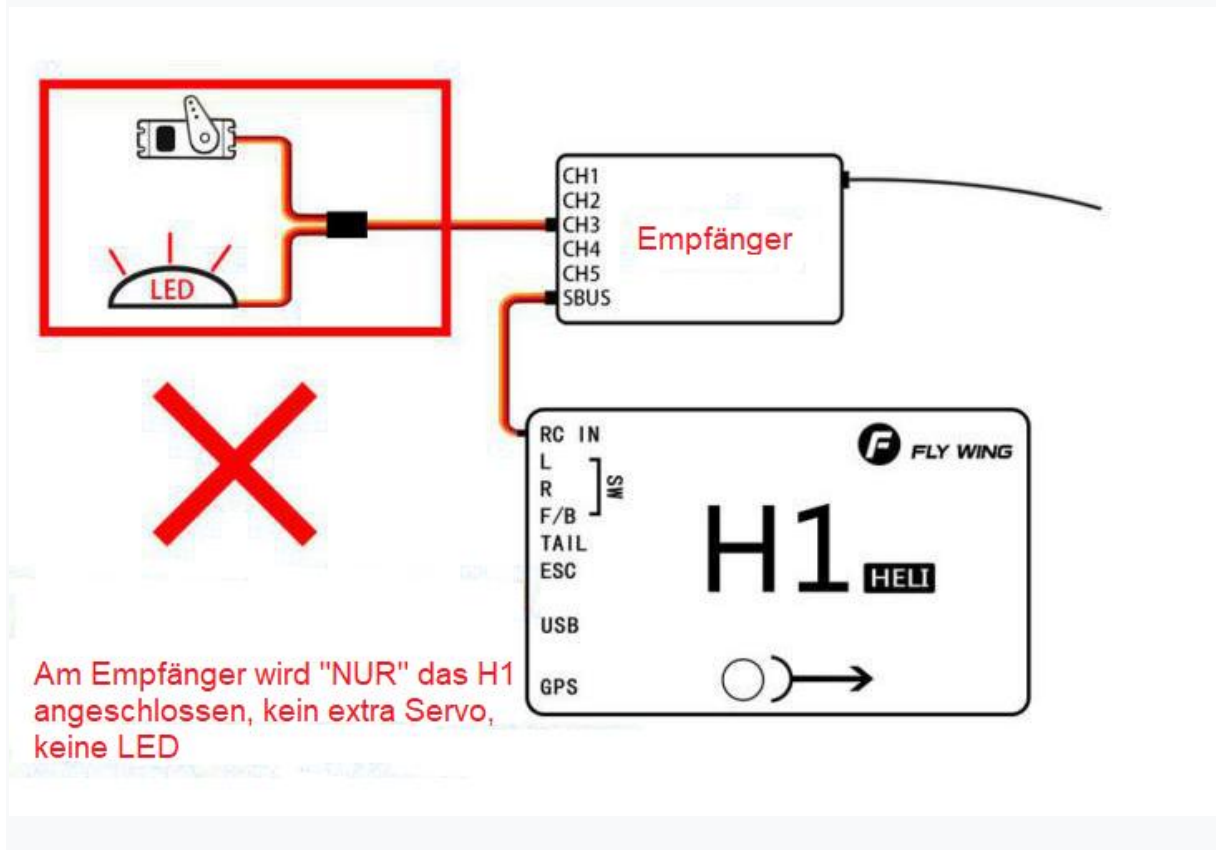 CH1
CH2
CH3
CH4
CH5
SBUS
Empfänger
LED
RC IN
L
R
F/B
SW
TAIL
ESC
USB
GPS
F FLY WING
H1 HELI
Am Empfänger wird "NUR" das H1
angeschlossen, kein extra Servo,
keine LED